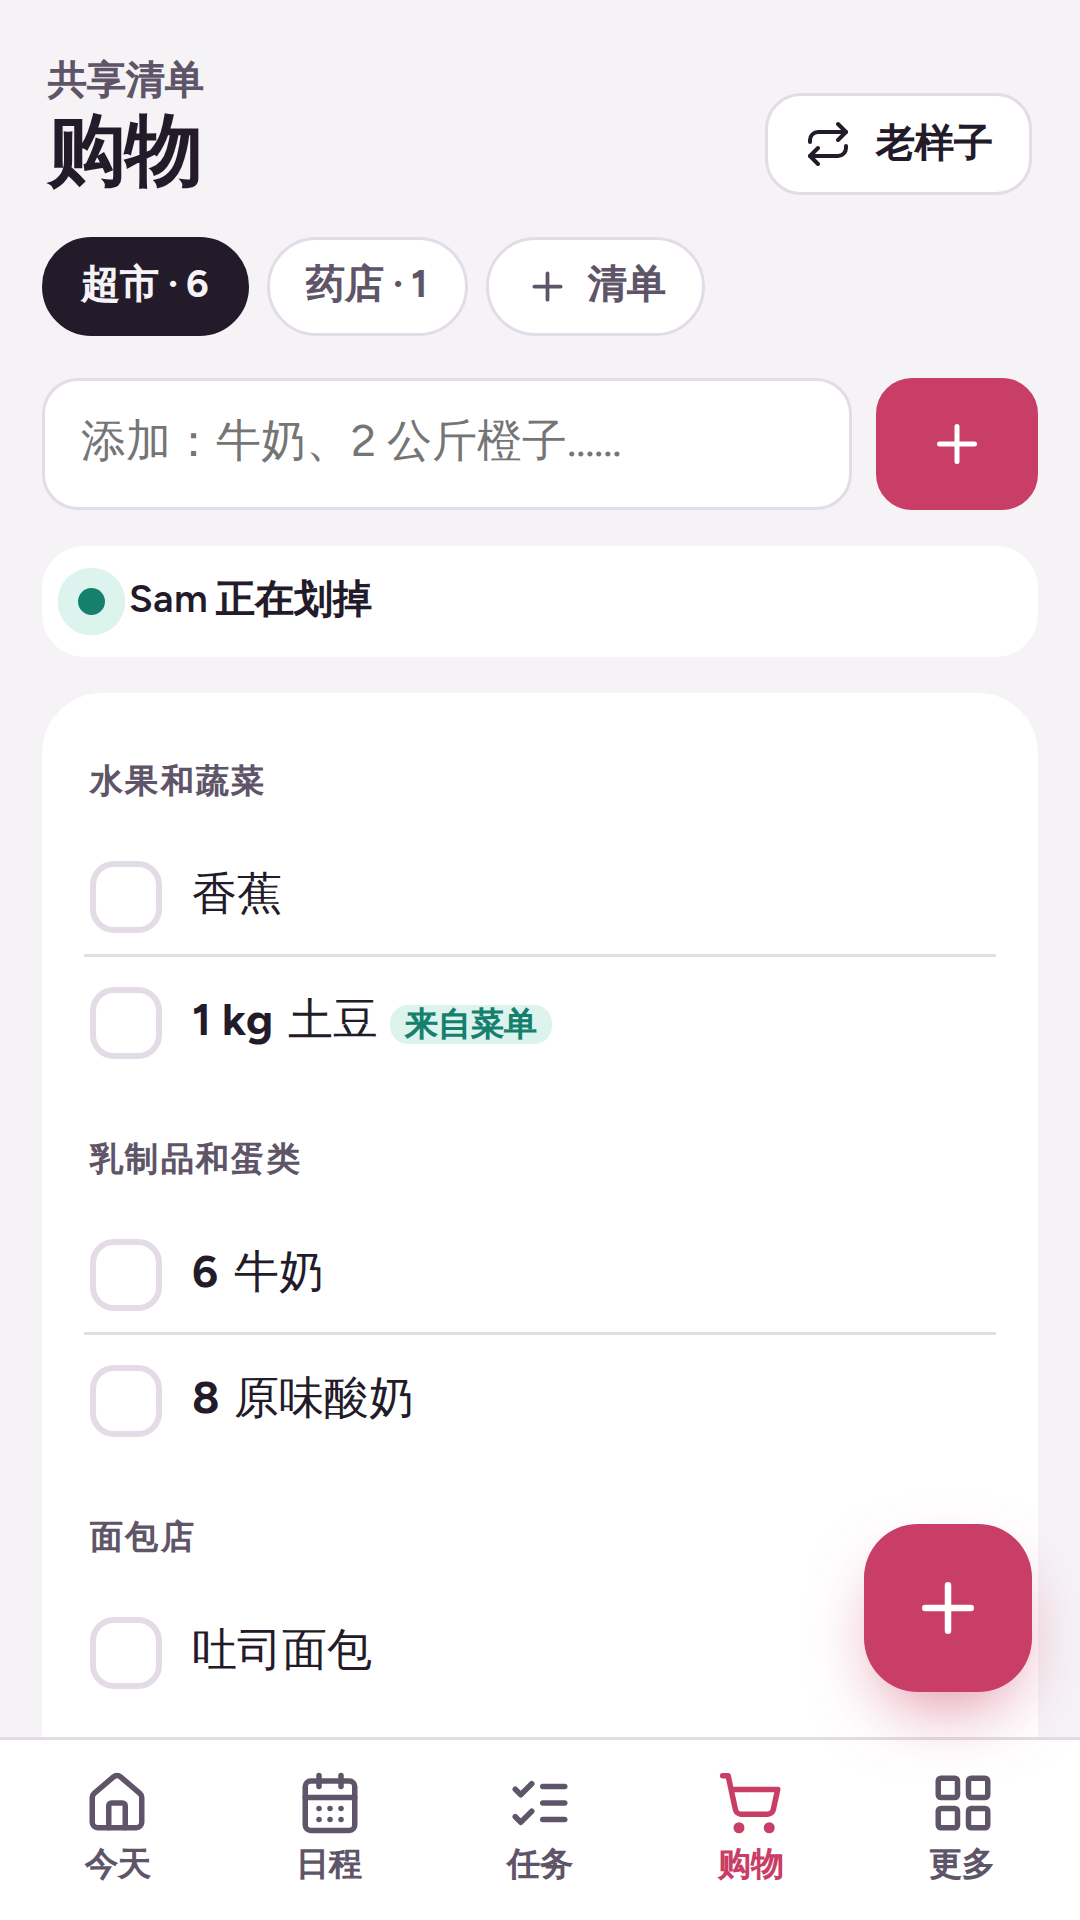 共享清单
购物
老样子
超市 · 6
药店 · 1
清单
添加：牛奶、2 公斤橙子……
Sam 正在划掉
水果和蔬菜
香蕉
1 kg 土豆 来自菜单
乳制品和蛋类
6 牛奶
8 原味酸奶
面包店
吐司面包
今天
日程
任务
购物
更多